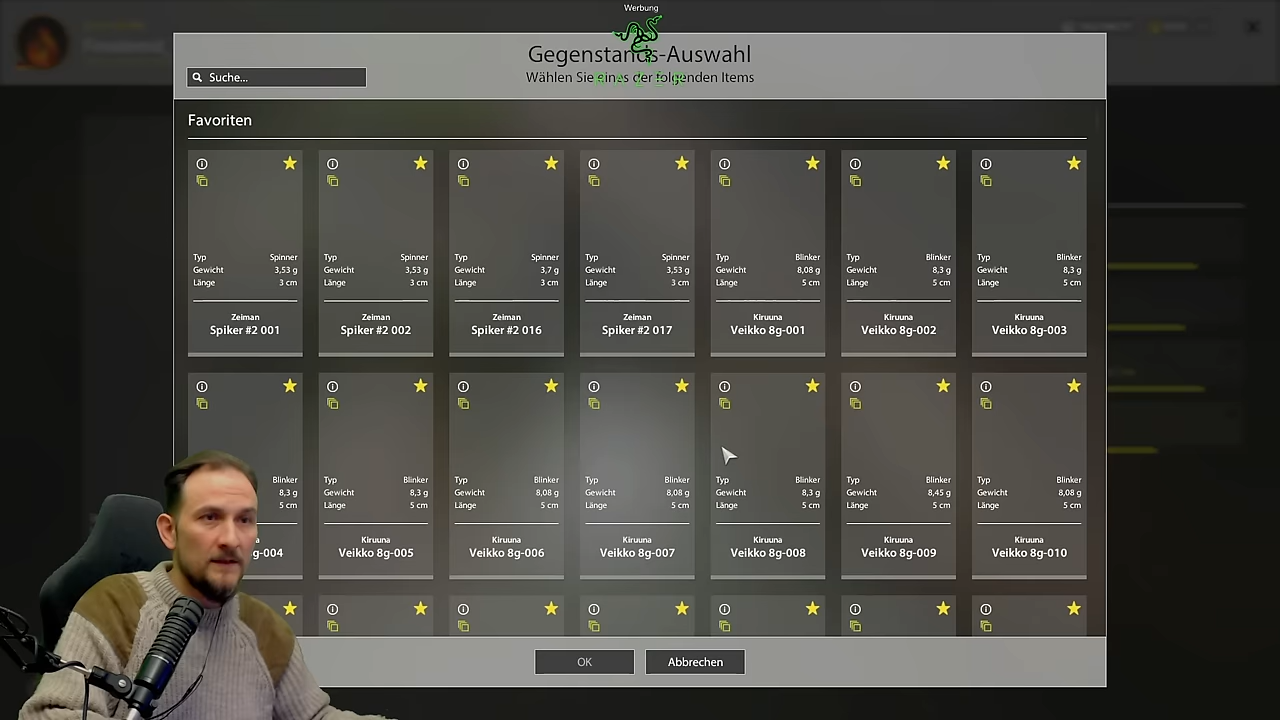 Werbung
Gegenstands-Auswahl
Suche...
Wählen Sie eines der folgenden Items
RAZER
Favoriten
Typ Spinner
Gewicht 3,53 g
Länge 3 cm
Zeiman
Spiker #2 001
Typ Spinner
Gewicht 3,53 g
Länge 3 cm
Zeiman
Spiker #2 002
Typ Spinner
Gewicht 3,7 g
Länge 3 cm
Zeiman
Spiker #2 016
Typ Spinner
Gewicht 3,53 g
Länge 3 cm
Zeiman
Spiker #2 017
Typ Blinker
Gewicht 8,08 g
Länge 5 cm
Kiruuna
Veikko 8g-001
Typ Blinker
Gewicht 8,3 g
Länge 5 cm
Kiruuna
Veikko 8g-002
Typ Blinker
Gewicht 8,3 g
Länge 5 cm
Kiruuna
Veikko 8g-003
Blinker
8,3 g
5 cm
a
g-004
Typ Blinker
Gewicht 8,3 g
Länge 5 cm
Kiruuna
Veikko 8g-005
Typ Blinker
Gewicht 8,08 g
Länge 5 cm
Kiruuna
Veikko 8g-006
Typ Blinker
Gewicht 8,08 g
Länge 5 cm
Kiruuna
Veikko 8g-007
Typ Blinker
Gewicht 8,3 g
Länge 5 cm
Kiruuna
Veikko 8g-008
Typ Blinker
Gewicht 8,45 g
Länge 5 cm
Kiruuna
Veikko 8g-009
Typ Blinker
Gewicht 8,08 g
Länge 5 cm
Kiruuna
Veikko 8g-010
OK
Abbrechen